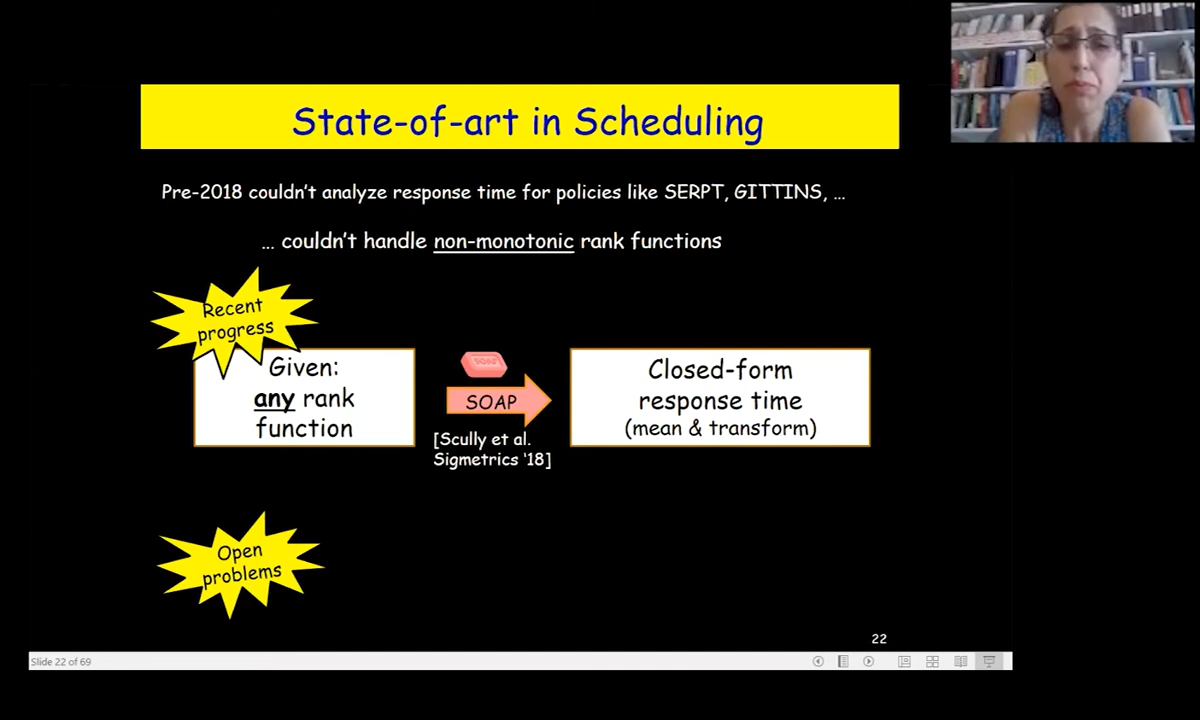 State-of-art in Scheduling
Pre-2018 couldn't analyze response time for policies like SERPT, GITTINS, ...
... couldn't handle non-monotonic rank functions
Recent
progress
Given:
any rank
function
SOAP
[Scully et al.
Sigmetrics '18]
Closed-form
response time
(mean & transform)
Open
problems
22
Slide 22 of 69